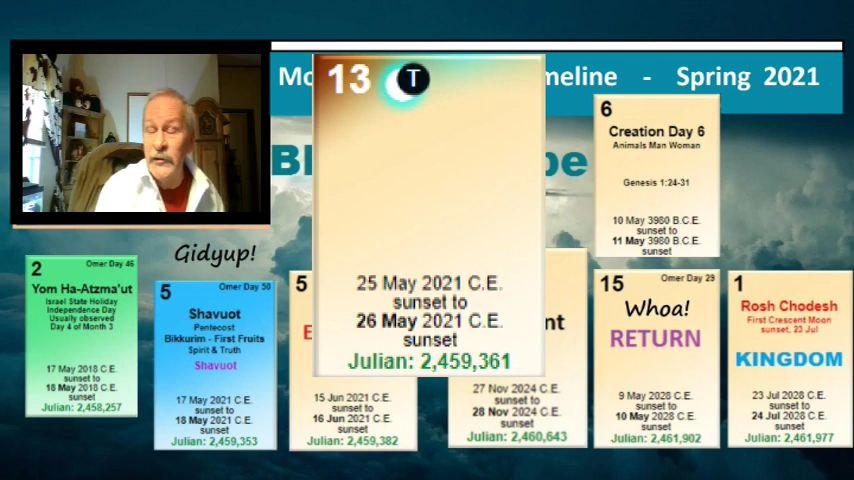 Mo
meline - Spring 2021
13 T
25 May 2021 C.E.
sunset to
26 May 2021 C.E.
sunset
Julian: 2,459,361
6
Creation Day 6
Animals Man Woman
Genesis 1:24-31
10 May 3980 B.C.E.
sunset to
11 May 3980 B.C.E.
sunset
Gidyup!
2 Omer Day 46
Yom Ha-Atzma'ut
Israel State Holiday
Independence Day
Usually observed
Day 4 of Month 3
17 May 2018 C.E.
sunset to
18 May 2018 C.E.
sunset
Julian: 2,458,257
5 Omer Day 50
Shavuot
Pentecost
Bikkurim - First Fruits
Spirit & Truth
Shavuot
17 May 2021 C.E.
sunset to
18 May 2021 C.E.
sunset
Julian: 2,459,353
5
E
15 Jun 2021 C.E.
sunset to
16 Jun 2021 C.E.
sunset
Julian: 2,459,382
nt
27 Nov 2024 C.E.
sunset to
28 Nov 2024 C.E.
sunset
Julian: 2,460,643
15 Omer Day 29
Whoa!
RETURN
9 May 2028 C.E.
sunset to
10 May 2028 C.E.
sunset
Julian: 2,461,902
1
Rosh Chodesh
First Crescent Moon
sunset, 23 Jul
KINGDOM
23 Jul 2028 C.E.
sunset to
24 Jul 2028 C.E.
sunset
Julian: 2,461,977